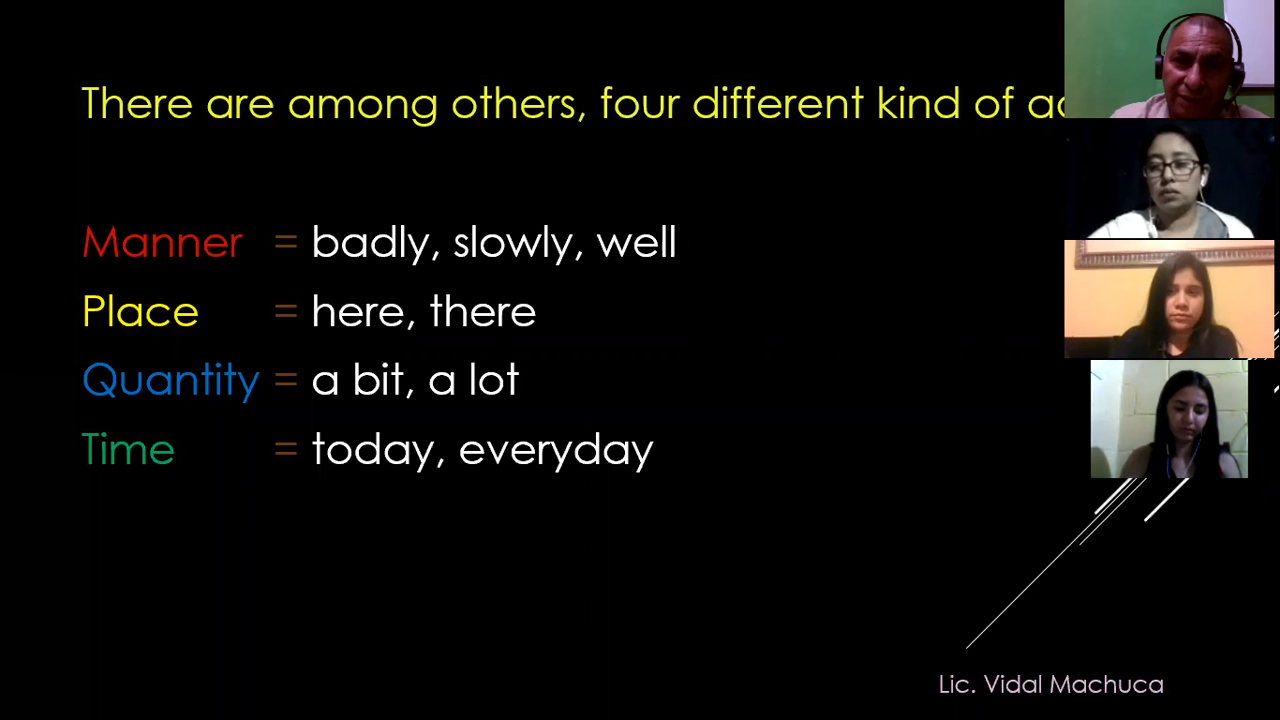 There are among others, four different kind of
Manner = badly, slowly, well
Place = here, there
Quantity = a bit, a lot
Time = today, everyday
Lic. Vidal Machuca